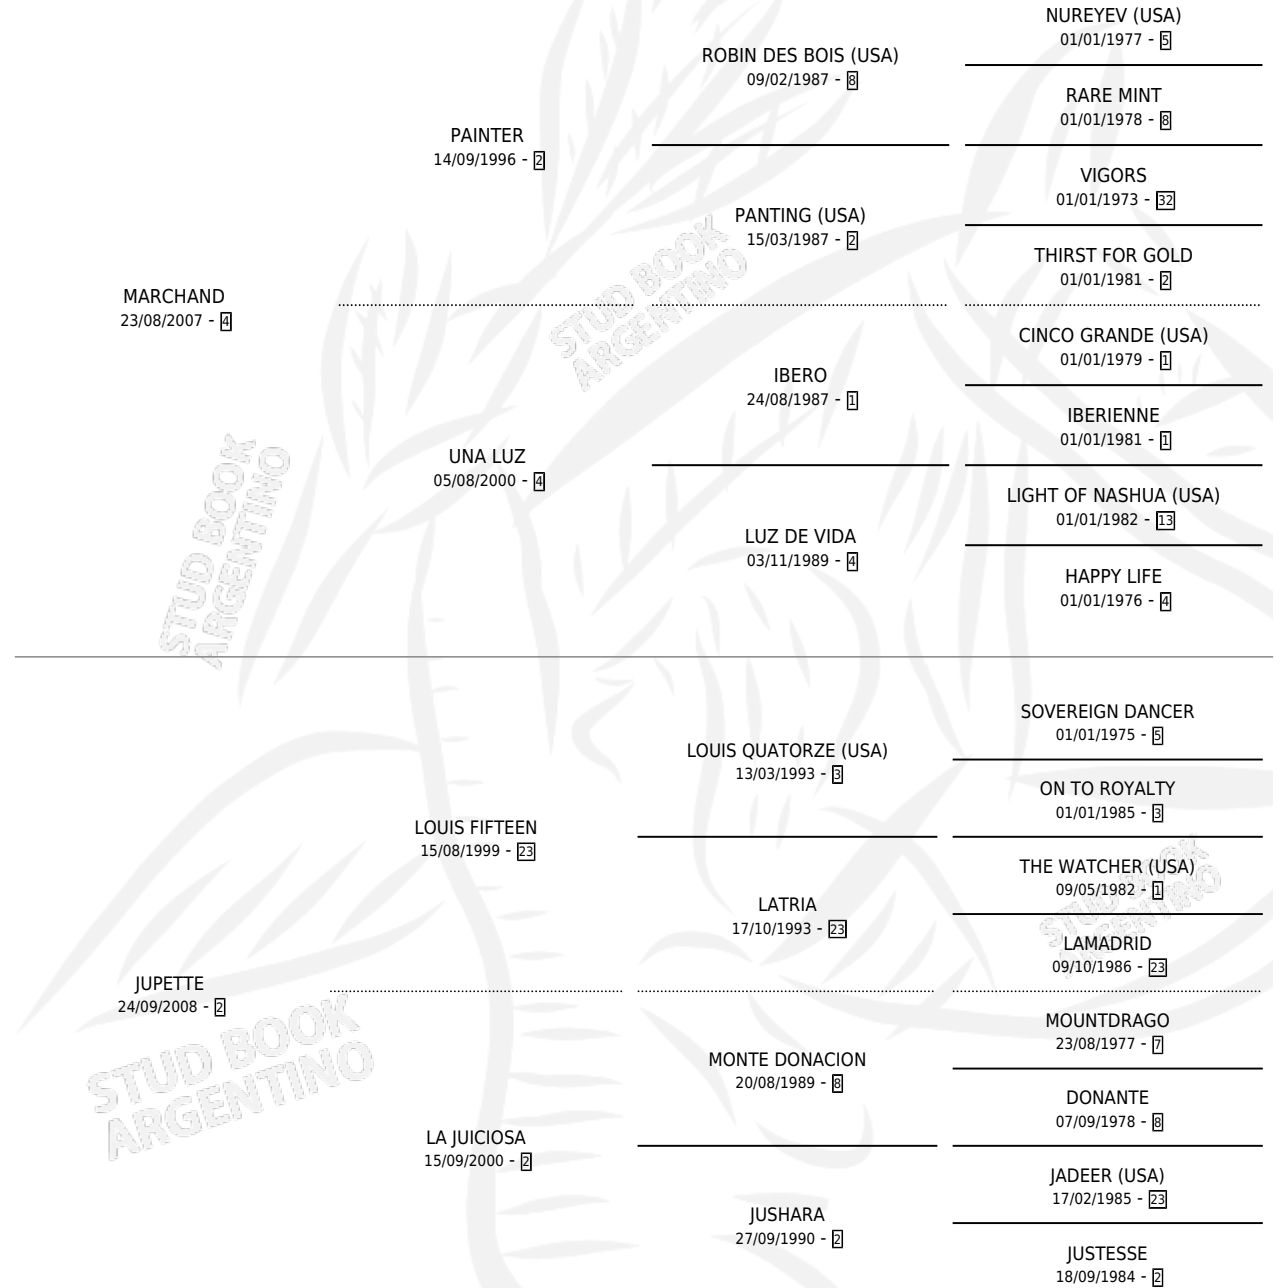 MARCHAND
23/08/2007 - 4
PAINTER
14/09/1996 - 2
ROBIN DES BOIS (USA)
09/02/1987 - 8
NUREYEV (USA)
01/01/1977 - 5
RARE MINT
01/01/1978 - 8
PANTING (USA)
15/03/1987 - 2
VIGORS
01/01/1973 - 32
THIRST FOR GOLD
01/01/1981 - 2
UNA LUZ
05/08/2000 - 4
IBERO
24/08/1987 - 1
CINCO GRANDE (USA)
01/01/1979 - 1
IBERIENNE
01/01/1981 - 1
LUZ DE VIDA
03/11/1989 - 4
LIGHT OF NASHUA (USA)
01/01/1982 - 13
HAPPY LIFE
01/01/1976 - 4
JUPETTE
24/09/2008 - 2
LOUIS FIFTEEN
15/08/1999 - 23
LOUIS QUATORZE (USA)
13/03/1993 - 3
SOVEREIGN DANCER
01/01/1975 - 5
ON TO ROYALTY
01/01/1985 - 3
LATRIA
17/10/1993 - 23
THE WATCHER (USA)
09/05/1982 - 1
LAMADRID
09/10/1986 - 23
LA JUICIOSA
15/09/2000 - 2
MONTE DONACION
20/08/1989 - 8
MOUNTDRAGO
23/08/1977 - 7
DONANTE
07/09/1978 - 8
JUSHARA
27/09/1990 - 2
JADEER (USA)
17/02/1985 - 23
JUSTESSE
18/09/1984 - 2
STUD BOOK
ARGENTINO
STUD BOOK
ARGENTINO
STUD BOOK
ARGENTINO
STUD BOOK
ARGENTINO